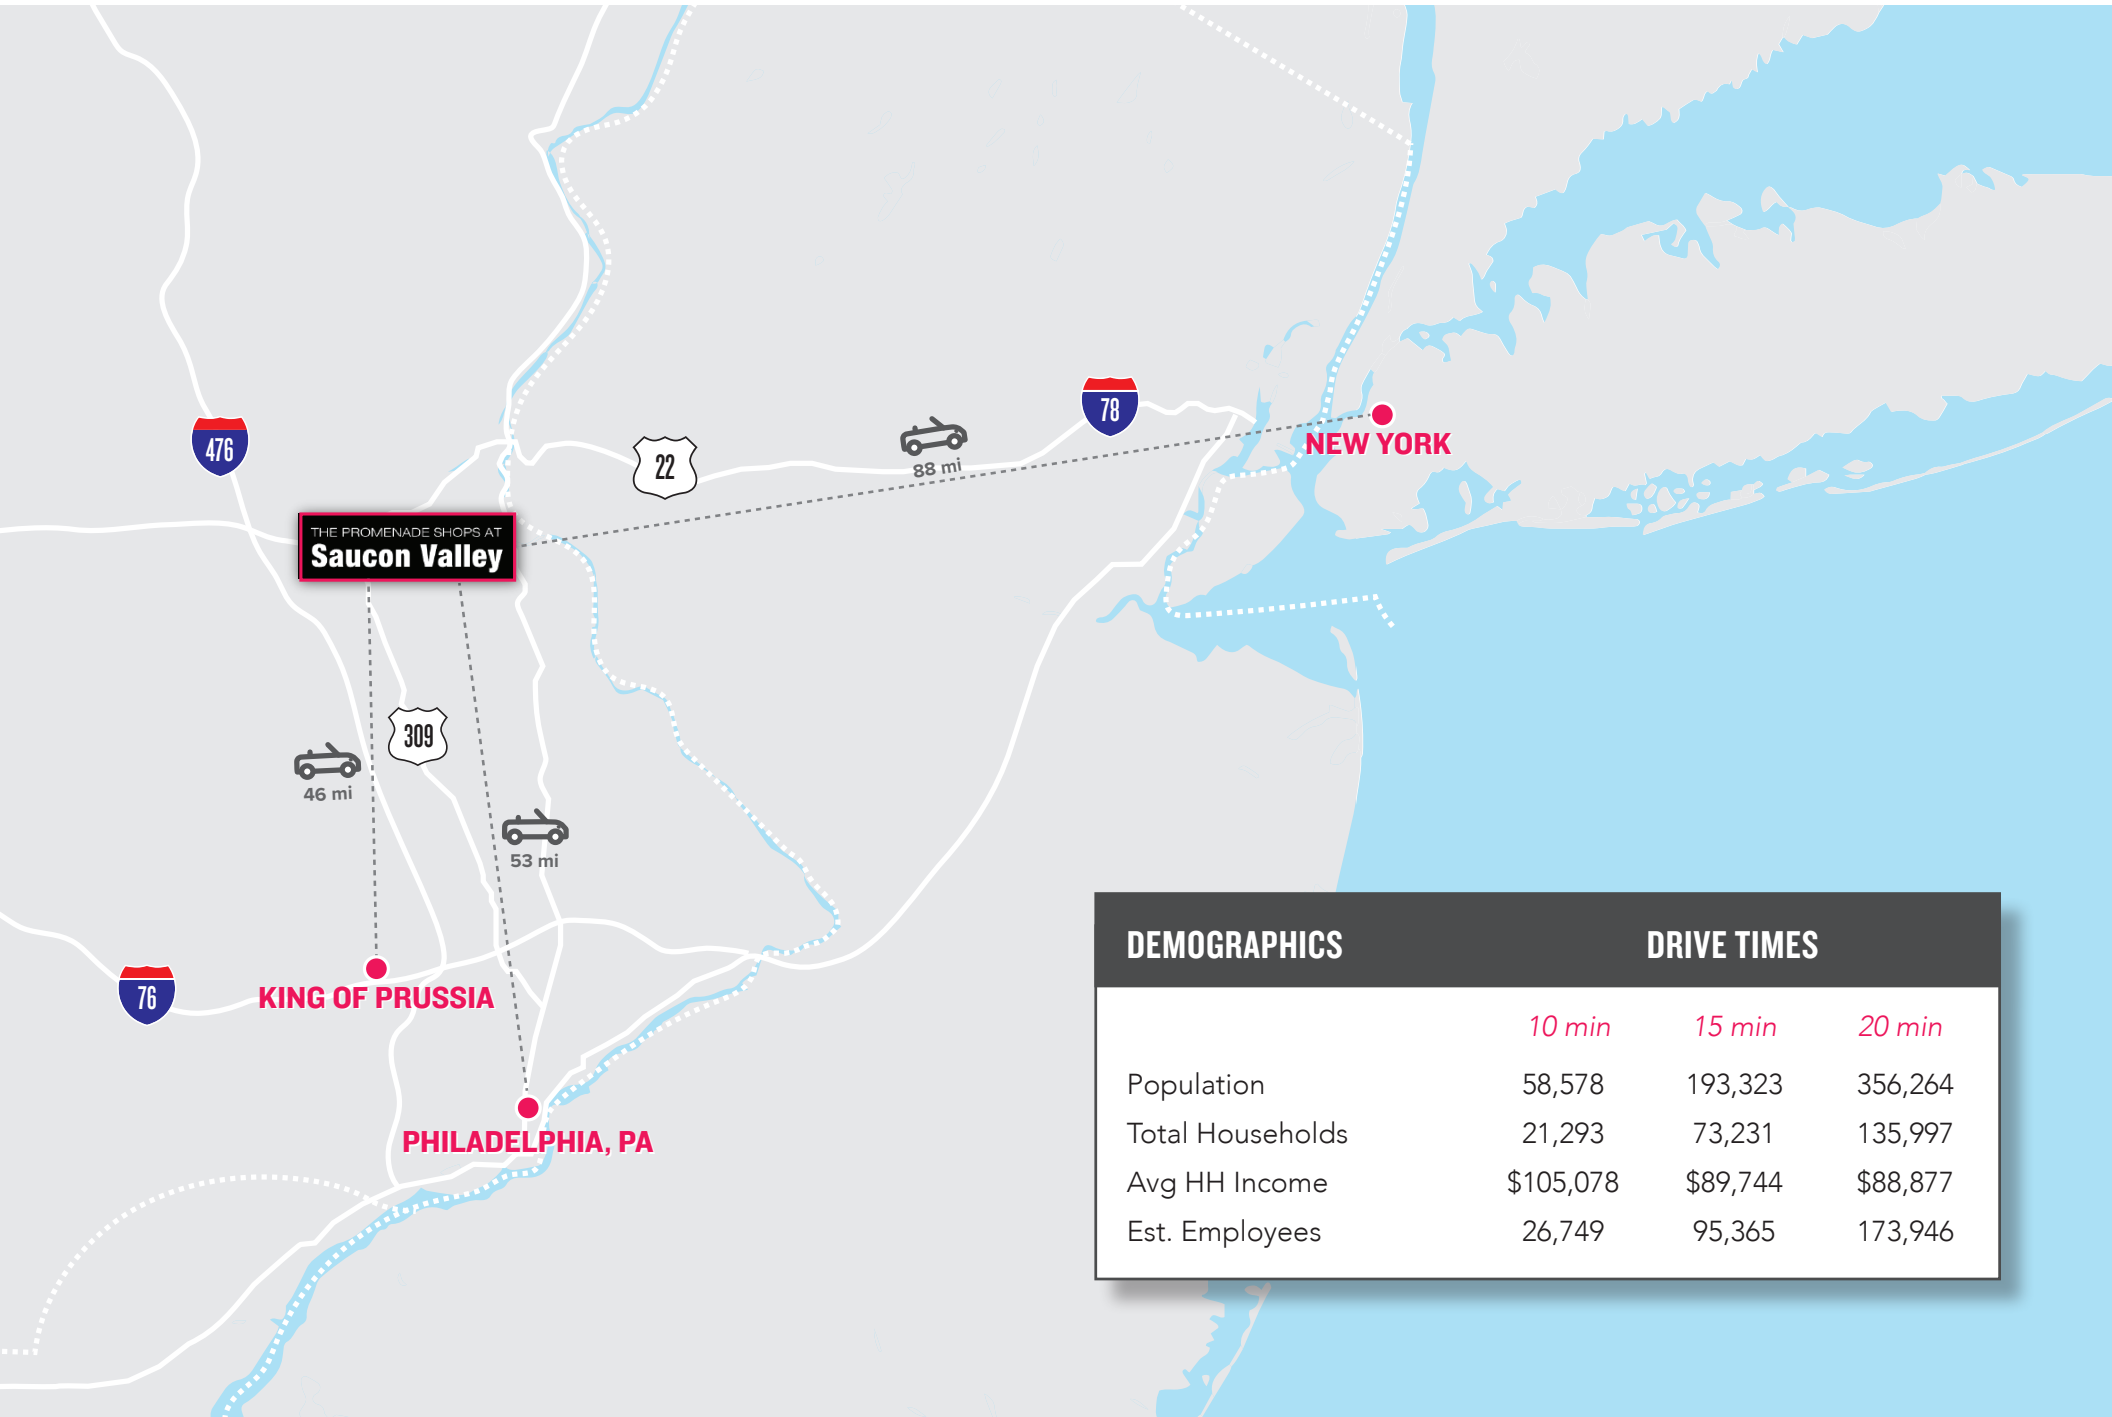 78
NEW YORK
88 mi
22
476
THE PROMENADE SHOPS AT
Saucon Valley
309
46 mi
53 mi
KING OF PRUSSIA
76
PHILADELPHIA, PA
DEMOGRAPHICS DRIVE TIMES
10 min 15 min 20 min
Population 58,578 193,323 356,264
Total Households 21,293 73,231 135,997
Avg HH Income $105,078 $89,744 $88,877
Est. Employees 26,749 95,365 173,946